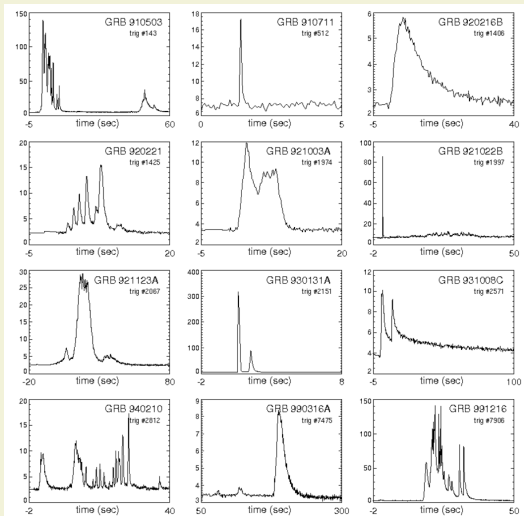 GRB 910503
trig #143
150
100
50
0
-5 time (sec) 60
GRB 910711
trig #512
18
16
14
12
10
8
6
0 time (sec) 5
GRB 920216B
trig #1406
6
5
4
3
2
-5 time (sec) 40
GRB 920221
trig #1425
20
15
10
5
0
-5 time (sec) 20
GRB 921003A
trig #1974
12
10
8
6
4
2
-5 time (sec) 20
GRB 921022B
trig #1997
100
80
60
40
20
0
-2 time (sec) 50
GRB 921123A
trig #2067
30
25
20
15
10
5
0
-20 time (sec) 80
GRB 930131A
trig #2151
400
300
200
100
0
-2 time (sec) 8
GRB 931008C
trig #2571
12
10
8
6
4
2
-5 time (sec) 100
GRB 940210
trig #2812
20
15
10
5
0
-5 time (sec) 40
GRB 990316A
trig #7475
9
8
7
6
5
4
3
-50 time (sec) 300
GRB 991216
trig #7906
150
100
50
0
-5 time (sec) 50